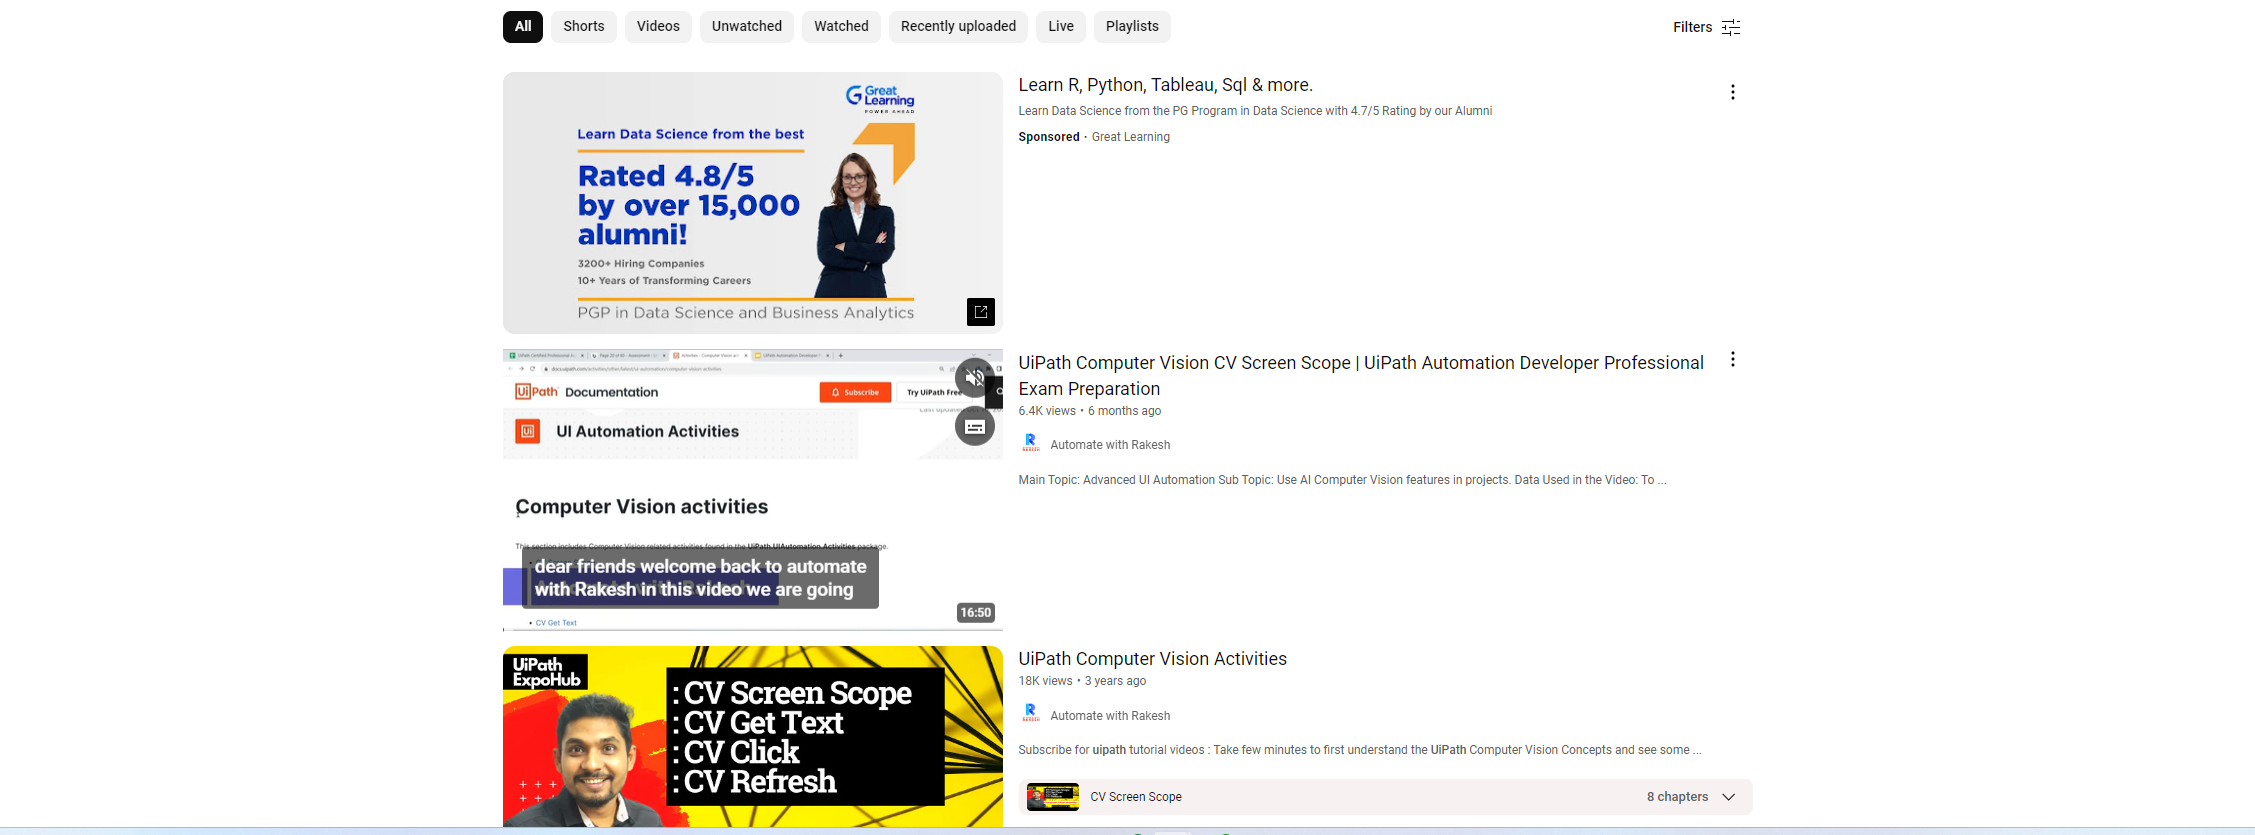 All
Shorts
Videos
Unwatched
Watched
Recently uploaded
Live
Playlists
Filters
Great
Learning
POWER AHEAD
Learn Data Science from the best
Rated 4.8/5
by over 15,000
alumni!
3200+ Hiring Companies
10+ Years of Transforming Careers
PGP in Data Science and Business Analytics
Learn R, Python, Tableau, Sql & more.
Learn Data Science from the PG Program in Data Science with 4.7/5 Rating by our Alumni
Sponsored · Great Learning
UiPath Documentation
Subscribe
Try UiPath Free
UI Automation Activities
Computer Vision activities
This section includes Computer Vision related activities found in the UiPath.UIAutomation.Activities package.
dear friends welcome back to automate
with Rakesh in this video we are going
• CV Get Text
16:50
UiPath Computer Vision CV Screen Scope | UiPath Automation Developer Professional
Exam Preparation
6.4K views • 6 months ago
Automate with Rakesh
Main Topic: Advanced UI Automation Sub Topic: Use AI Computer Vision features in projects. Data Used in the Video: To ...
UiPath
ExpoHub
: CV Screen Scope
: CV Get Text
: CV Click
: CV Refresh
UiPath Computer Vision Activities
18K views • 3 years ago
Automate with Rakesh
Subscribe for uipath tutorial videos : Take few minutes to first understand the UiPath Computer Vision Concepts and see some ...
CV Screen Scope
8 chapters